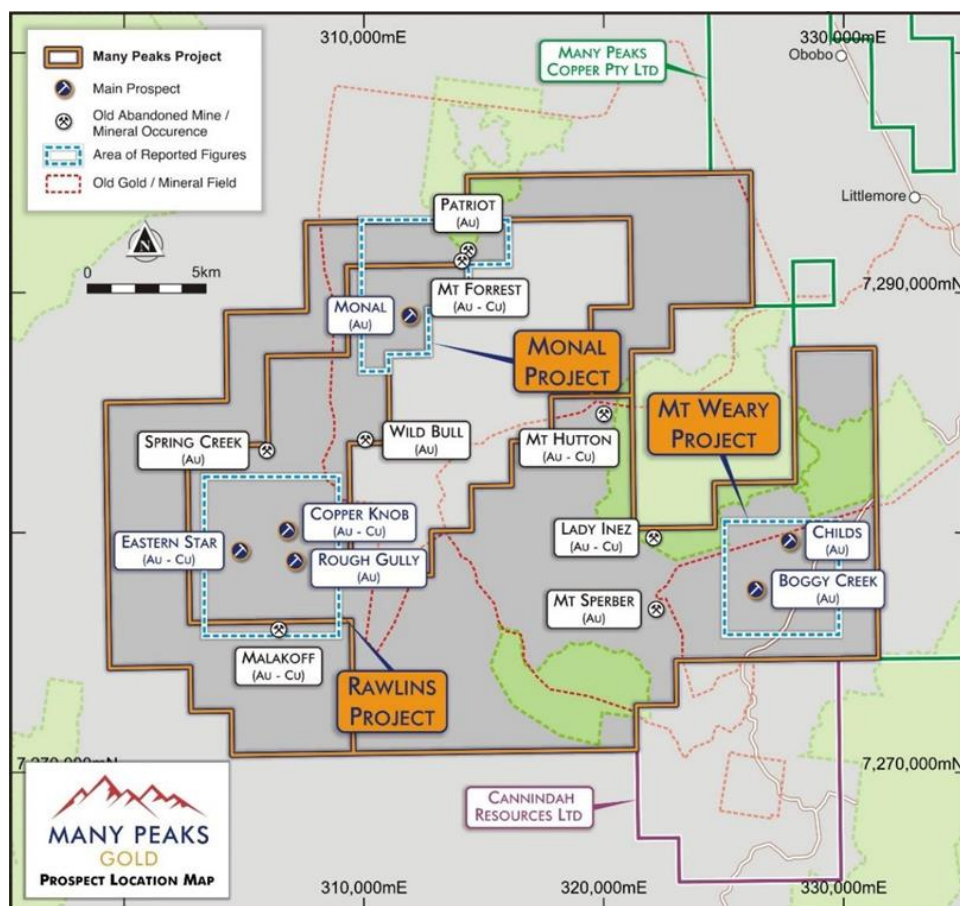 310,000mE
330,000mE
Many Peaks Project
Main Prospect
Old Abandoned Mine /
Mineral Occurence
Area of Reported Figures
Old Gold / Mineral Field
N
0 5km
MANY PEAKS
COPPER PTY LTD
Obobo
Littlemore
PATRIOT
(Au)
MT FORREST
(Au - Cu)
7,290,000mN
MONAL
(Au)
MONAL
PROJECT
MT WEARY
PROJECT
SPRING CREEK
(Au)
WILD BULL
(Au)
MT HUTTON
(Au - Cu)
COPPER KNOB
(Au - Cu)
EASTERN STAR
(Au - Cu)
ROUGH GULLY
(Au)
LADY INEZ
(Au - Cu)
CHILDS
(Au)
BOGGY CREEK
(Au)
MT SPERBER
(Au)
MALAKOFF
(Au - Cu)
RAWLINS
PROJECT
7,270,000mN
7,270,000mN
CANNINDAH
RESOURCES LTD
MANY PEAKS
GOLD
PROSPECT LOCATION MAP
310,000mE
320,000mE
330,000mE